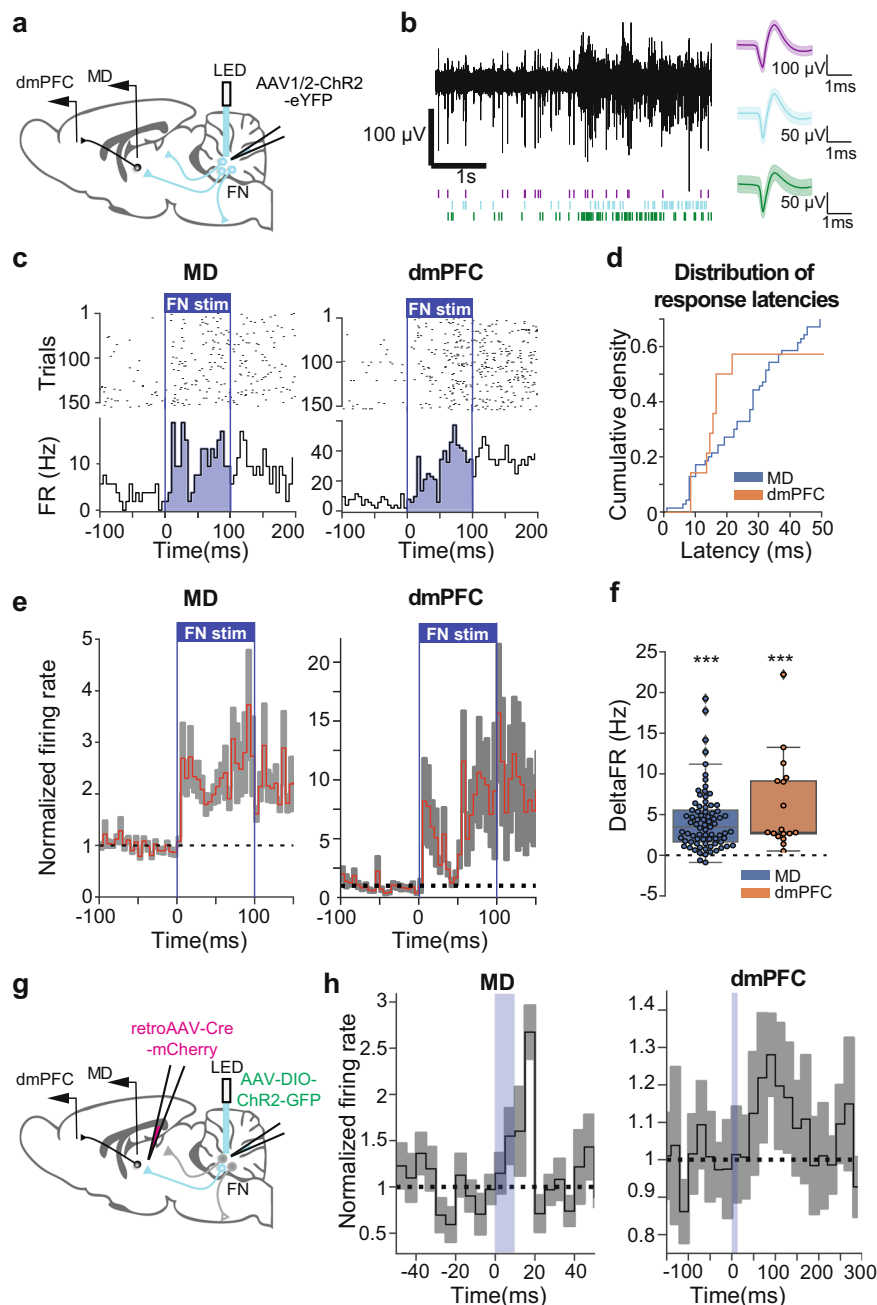 a
dmPFC
MD
LED
AAV1/2-ChR2
-eYFP
FN
b
100 µV
1s
100 µV
1ms
50 µV
1ms
50 µV
1ms
c
MD
dmPFC
FN stim
FN stim
Trials
1
100
150
1
100
150
FR (Hz)
10
0
40
20
0
-100
0
100
200
-100
0
100
200
Time(ms)
Time(ms)
d
Distribution of
response latencies
Cumulative density
0.6
0.4
0.2
0
MD
dmPFC
0
10
20
30
40
50
Latency (ms)
e
MD
dmPFC
FN stim
FN stim
Normalized firing rate
5
4
3
2
1
0
20
15
10
5
0
-100
0
100
-100
0
100
Time(ms)
Time(ms)
f
DeltaFR (Hz)
25
20
15
10
5
0
-5
***
***
MD
dmPFC
g
retroAAV-Cre
-mCherry
dmPFC
MD
LED
AAV-DIO-
ChR2-GFP
FN
h
MD
dmPFC
Normalized firing rate
3
2.5
2
1.5
1
0.5
1.4
1.3
1.2
1.1
1
0.9
0.8
-40
-20
0
20
40
-100
0
100
200
300
Time(ms)
Time(ms)